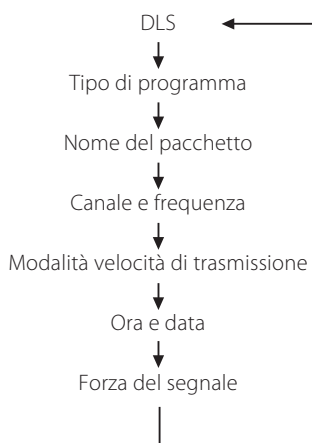 DLS
Tipo di programma
Nome del pacchetto
Canale e frequenza
Modalità velocità di trasmissione
Ora e data
Forza del segnale